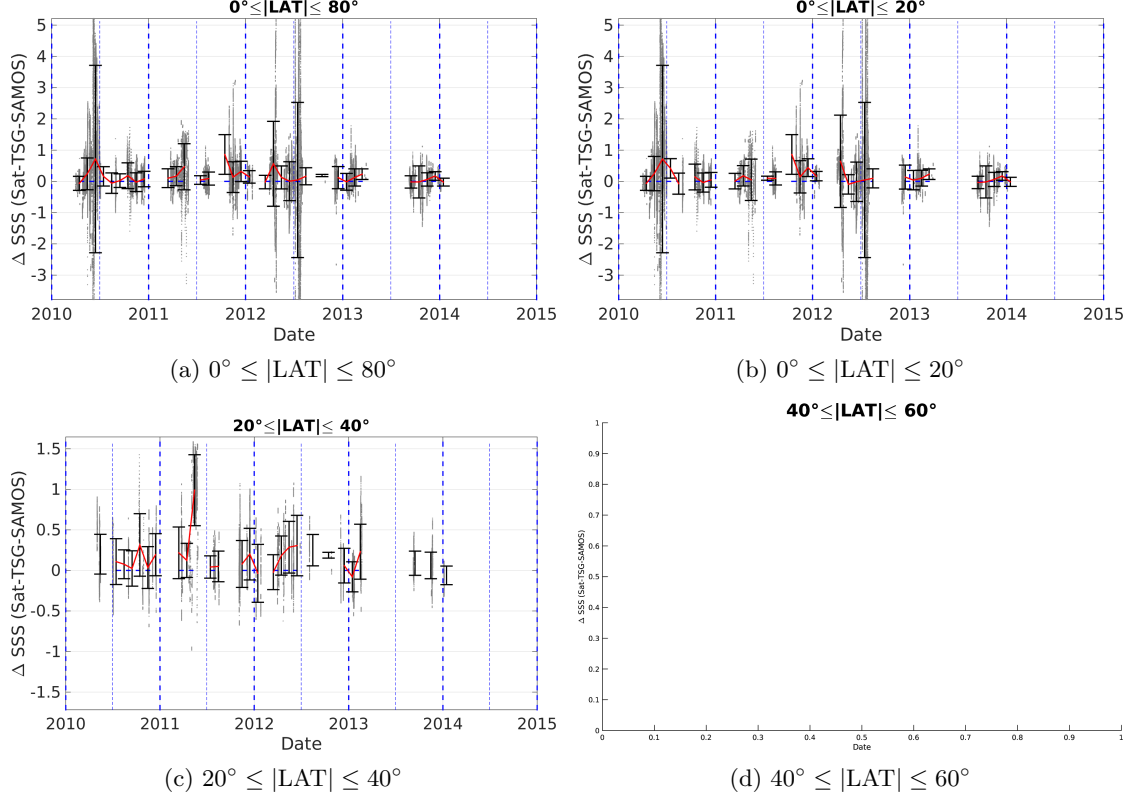 0°≤|LAT|≤ 80°
0°≤|LAT|≤ 20°
Δ SSS (Sat-TSG-SAMOS)
5
4
3
2
1
0
-1
-2
-3
2010 2011 2012 2013 2014 2015
Date
Δ SSS (Sat-TSG-SAMOS)
5
4
3
2
1
0
-1
-2
-3
2010 2011 2012 2013 2014 2015
Date
(a) 0° ≤ |LAT| ≤ 80°
(b) 0° ≤ |LAT| ≤ 20°
20°≤|LAT|≤ 40°
Δ SSS (Sat-TSG-SAMOS)
1.5
1
0.5
0
-0.5
-1
-1.5
2010 2011 2012 2013 2014 2015
Date
40°≤|LAT|≤ 60°
Δ SSS (Sat-TSG-SAMOS)
1
0.9
0.8
0.7
0.6
0.5
0.4
0.3
0.2
0.1
0
0 0.1 0.2 0.3 0.4 0.5 0.6 0.7 0.8 0.9 1
Date
(c) 20° ≤ |LAT| ≤ 40°
(d) 40° ≤ |LAT| ≤ 60°